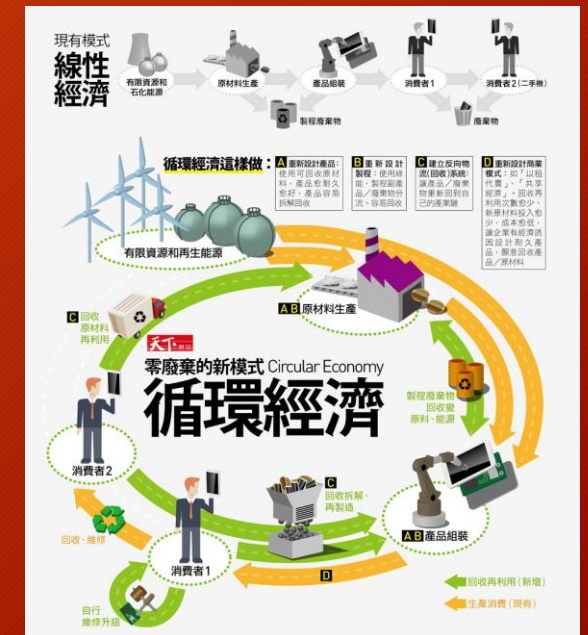 現有模式
線性
經濟
有限資源和
石化能源
原材料生產
產品組裝
消費者1
消費者2(二手機)
製程廢棄物
廢棄物
循環經濟這樣做:
A 重新設計產品:
使用可回收原材
料,產品愈耐久
愈好,產品容易
拆解回收
B 重新設計
製程:使用綠
能、製程副產
品/廢棄物分
流、容易回收
C 建立反向物
流(回收)系統:
讓產品/廢棄
物重新回到自
己的產業鏈
D 重新設計商業
模式:如「以租
代賣」、「共享
經濟」。回收再
利用次數愈多、
新原材料投入愈
少,成本愈低,
讓企業有經濟誘
因設計耐久產
品、願意回收產
品/原材料
有限資源和再生能源
C 回收
原材料
再利用
AB 原材料生產
天下雜誌
零廢棄的新模式 Circular Economy
循環經濟
製程廢棄物
回收變
原料、能源
消費者2
C
回收拆解、
再製造
AB 產品組裝
回收、維修
消費者1
D
自行
維修升級
回收再利用(新增)
生產消費(現有)